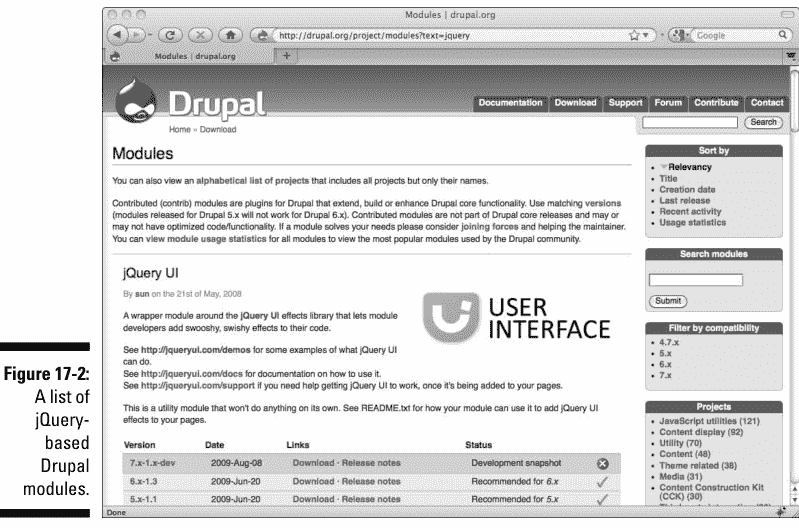 Modules | drupal.org
http://drupal.org/project/modules?text=jquery
Google
Modules | drupal.org
Drupal
Documentation Download Support Forum Contribute Contact
Home » Download
Search
Modules
You can also view an alphabetical list of projects that includes all projects but only their names.
Contributed (contrib) modules are plugins for Drupal that extend, build or enhance Drupal core functionality. Use matching versions
(modules released for Drupal 5.x will not work for Drupal 6.x). Contributed modules are not part of Drupal core releases and may or
may not have optimized code/functionality. If a module solves your needs please consider joining forces and helping the maintainer.
You can view module usage statistics for all modules to view the most popular modules used by the Drupal community.
jQuery UI
By sun on the 21st of May, 2008
A wrapper module around the jQuery UI effects library that lets module
developers add swooshy, swishy effects to their code.
USER
INTERFACE
See http://jqueryui.com/demos for some examples of what jQuery UI
can do.
See http://jqueryui.com/docs for documentation on how to use it.
See http://jqueryui.com/support if you need help getting jQuery UI to work, once it's being added to your pages.
This is a utility module that won't do anything on its own. See README.txt for how your module can use it to add jQuery UI
effects to your pages.
Version Date Links Status
7.x-1.x-dev 2009-Aug-08 Download · Release notes Development snapshot
6.x-1.3 2009-Jun-20 Download · Release notes Recommended for 6.x
5.x-1.1 2009-Jun-20 Download · Release notes Recommended for 5.x
Sort by
Relevancy
Title
Creation date
Last release
Recent activity
Usage statistics
Search modules
Submit
Filter by compatibility
4.7.x
5.x
6.x
7.x
Projects
JavaScript utilities (121)
Content display (92)
Utility (70)
Content (48)
Theme related (38)
Media (31)
Content Construction Kit
(CCK) (30)
Done
Figure 17-2:
A list of
jQuery-
based
Drupal
modules.